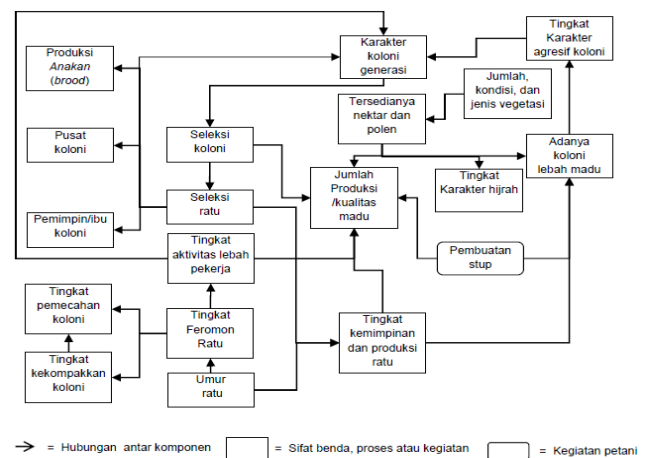 Produksi
Anakan
(brood)
Karakter
koloni
generasi
Tingkat
Karakter
agresif koloni
Jumlah,
kondisi, dan
jenis vegetasi
Tersedianya
nektar dan
polen
Pusat
koloni
Seleksi
koloni
Adanya
koloni
lebah madu
Jumlah
Produksi
/kualitas
madu
Tingkat
Karakter hijrah
Seleksi
ratu
Pemimpin/ibu
koloni
Tingkat
aktivitas lebah
pekerja
Pembuatan
stup
Tingkat
pemecahan
koloni
Tingkat
Feromon
Ratu
Tingkat
kemimpinan
dan produksi
ratu
Tingkat
kekompakkan
koloni
Umur
ratu
= Hubungan antar komponen
= Sifat benda, proses atau kegiatan
= Kegiatan petani